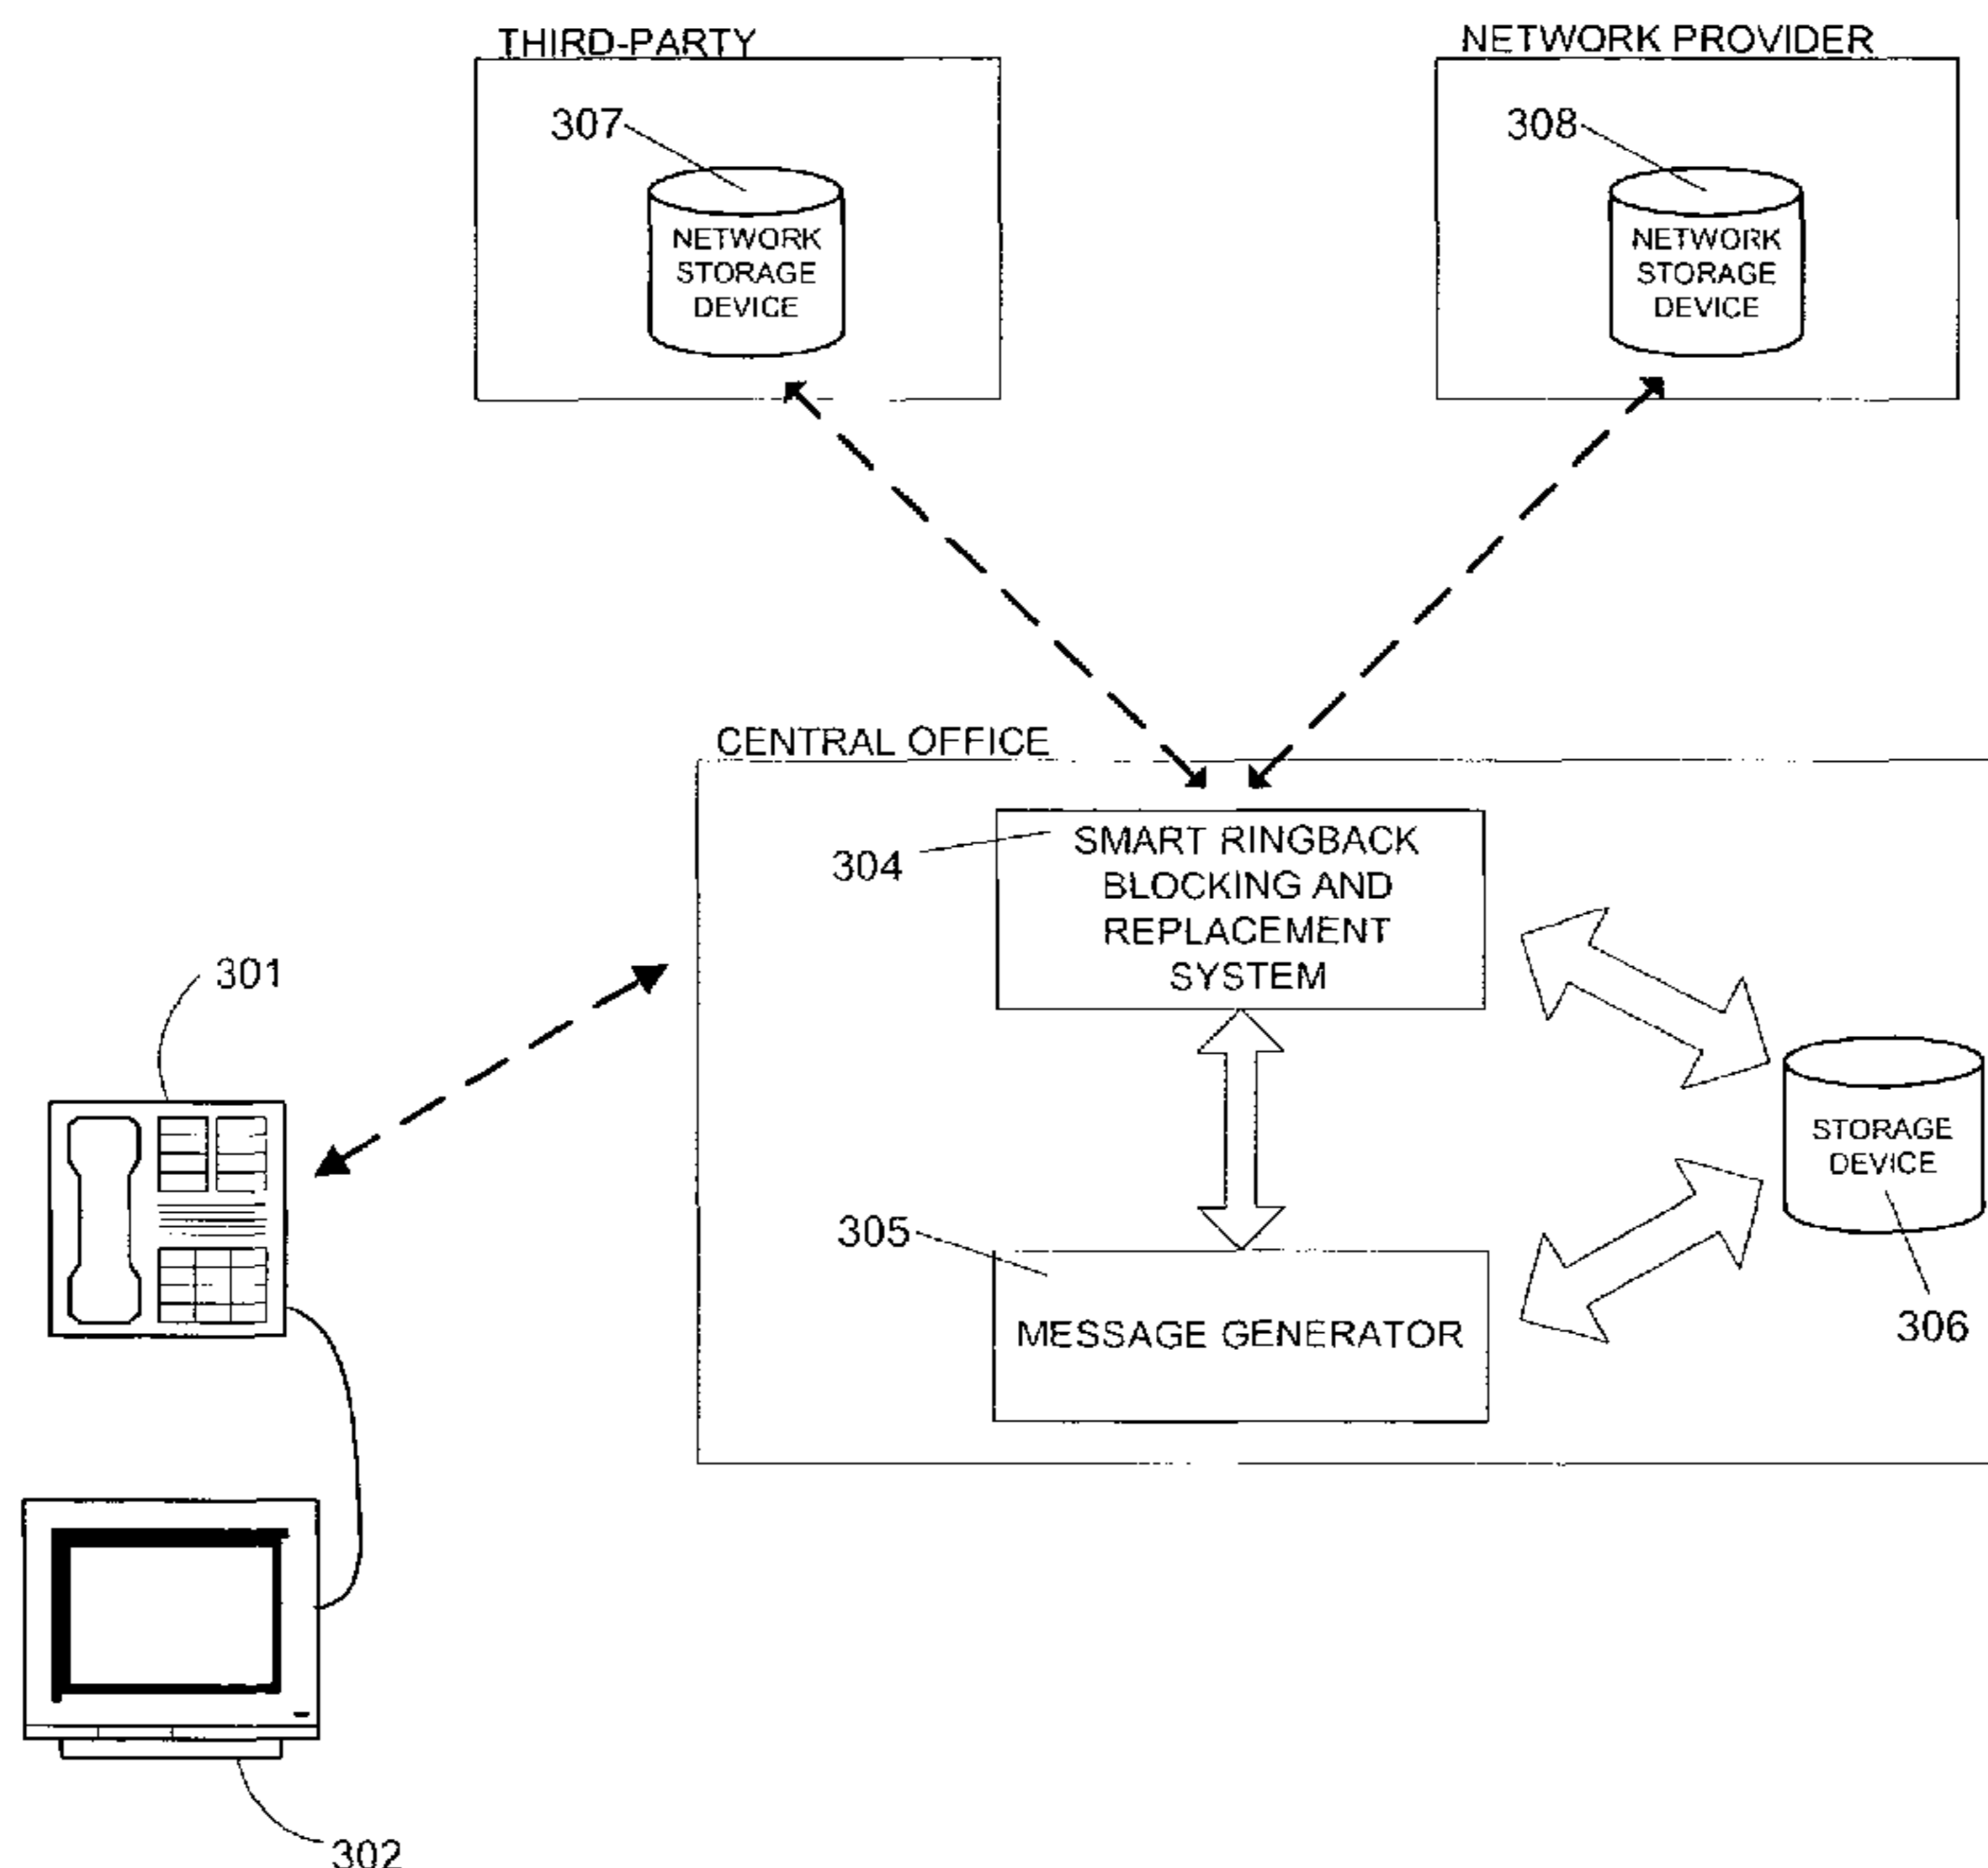 THIRD-PARTY
NETWORK PROVIDER
307
308
NETWORK
STORAGE
DEVICE
NETWORK
STORAGE
DEVICE
CENTRAL OFFICE
304
SMART RINGBACK
BLOCKING AND
REPLACEMENT
SYSTEM
301
STORAGE
DEVICE
305
MESSAGE GENERATOR
306
302